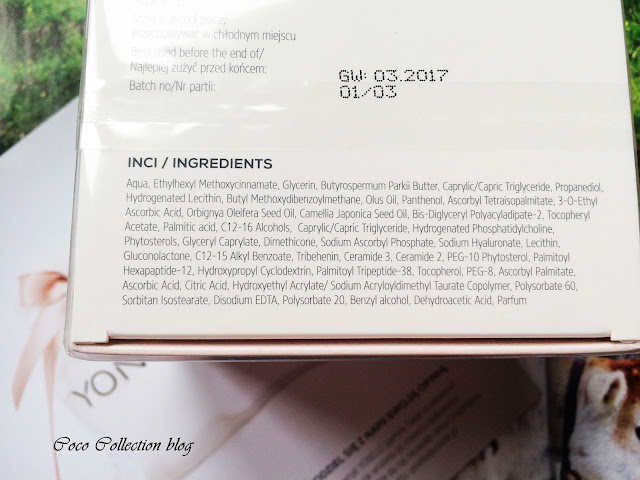 Store in a cool place/
Przechowywać w chłodnym miejscu
Best used before the end of/
Najlepiej zużyć przed końcem:
Batch no/Nr partii:
GW: 03.2017
01/03
INCI / INGREDIENTS
Aqua, Ethylhexyl Methoxycinnamate, Glycerin, Butyrospermum Parkii Butter, Caprylic/Capric Triglyceride, Propanediol,
Hydrogenated Lecithin, Butyl Methoxydibenzoylmethane, Olus Oil, Panthenol, Ascorbyl Tetraisopalmitate, 3-O-Ethyl
Ascorbic Acid, Orbignya Oleifera Seed Oil, Camellia Japonica Seed Oil, Bis-Diglyceryl Polyacyladipate-2, Tocopheryl
Acetate, Palmitic acid, C12-16 Alcohols, Caprylic/Capric Triglyceride, Hydrogenated Phosphatidylcholine,
Phytosterols, Glyceryl Caprylate, Dimethicone, Sodium Ascorbyl Phosphate, Sodium Hyaluronate, Lecithin,
Gluconolactone, C12-15 Alkyl Benzoate, Tribehenin, Ceramide 3, Ceramide 2, PEG-10 Phytosterol, Palmitoyl
Hexapeptide-12, Hydroxypropyl Cyclodextrin, Palmitoyl Tripeptide-38, Tocopherol, PEG-8, Ascorbyl Palmitate,
Ascorbic Acid, Citric Acid, Hydroxyethyl Acrylate/ Sodium Acryloyldimethyl Taurate Copolymer, Polysorbate 60,
Sorbitan Isostearate, Disodium EDTA, Polysorbate 20, Benzyl alcohol, Dehydroacetic Acid, Parfum
YON
Coco Collection blog